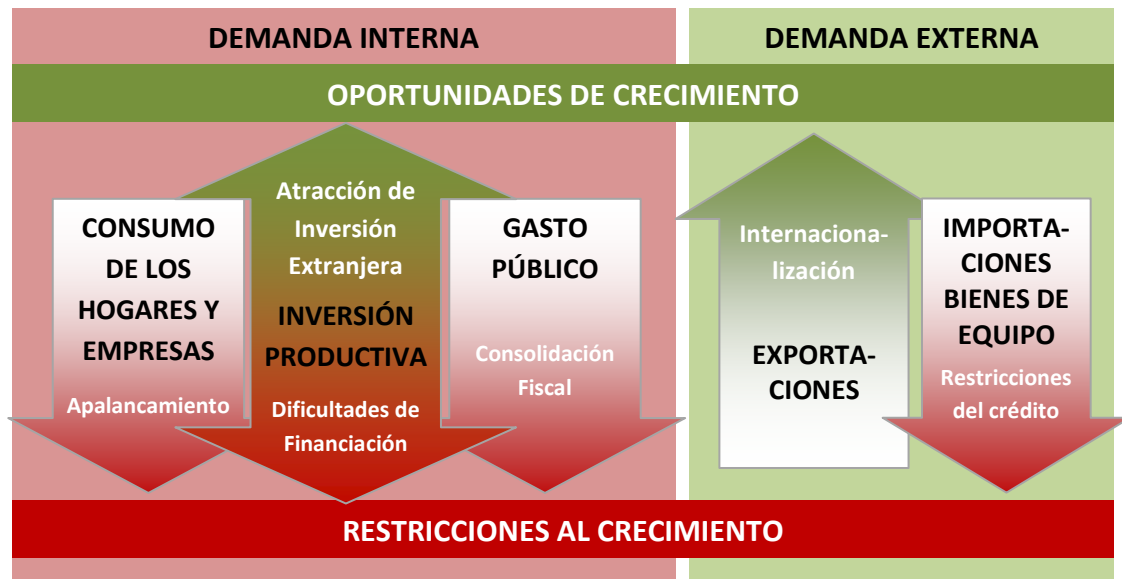 DEMANDA INTERNA
DEMANDA EXTERNA
OPORTUNIDADES DE CRECIMIENTO
CONSUMO
DE LOS
HOGARES Y
EMPRESAS
Apalancamiento
Atracción de
Inversión
Extranjera
INVERSIÓN
PRODUCTIVA
Dificultades de
Financiación
GASTO
PÚBLICO
Consolidación
Fiscal
Internaciona-
lización
EXPORTA-
CIONES
IMPORTA-
CIONES
BIENES DE
EQUIPO
Restricciones
del crédito
RESTRICCIONES AL CRECIMIENTO